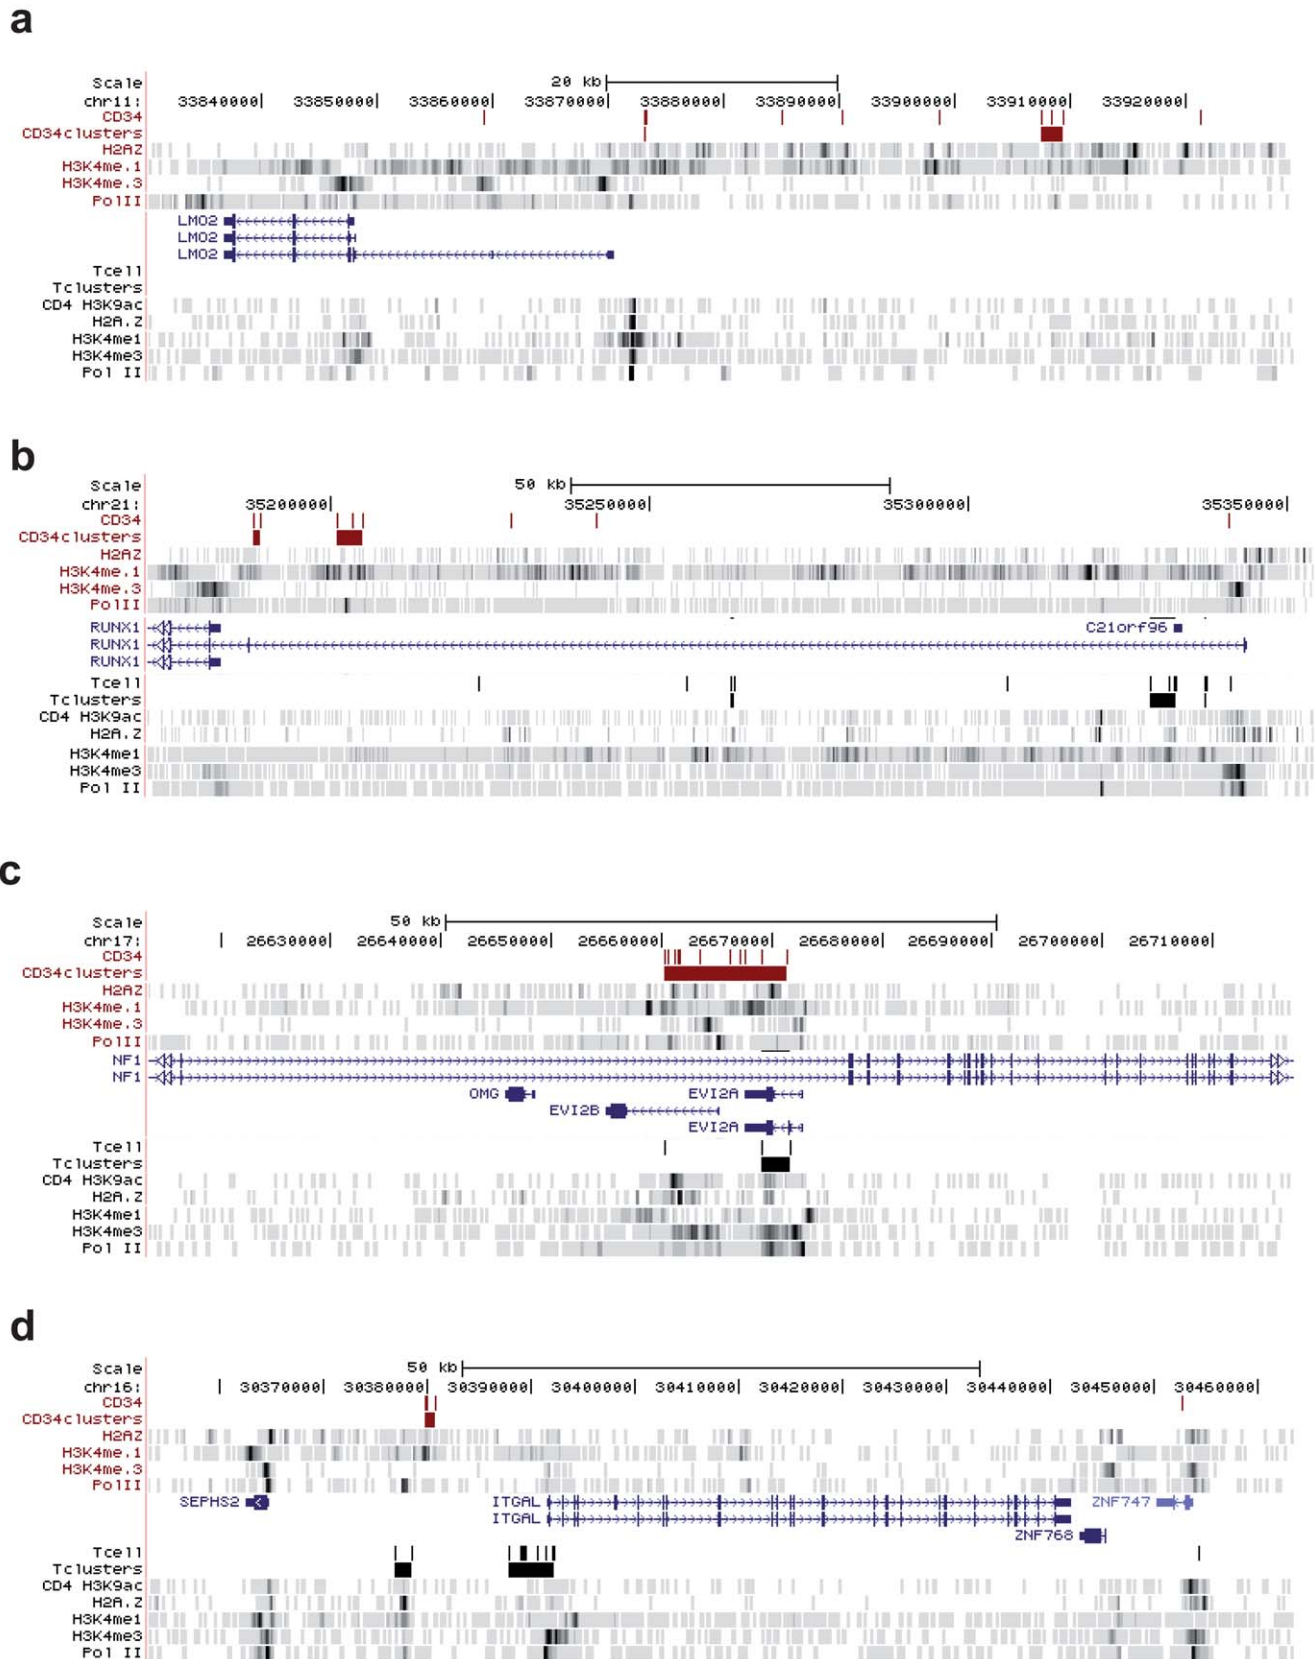 a
Scale 20 kb
chr11: 33840000 33850000 33860000 33870000 33880000 33890000 33900000 33910000 33920000
CD34
CD34clusters
H2AZ
H3K4me.1
H3K4me.3
PolII
LMO2
LMO2
LMO2
Tcell
Tclusters
CD4 H3K9ac
H2A.Z
H3K4me1
H3K4me3
Pol II
b
Scale 50 kb
chr21: 35200000 35250000 35300000 35350000
CD34
CD34clusters
H2AZ
H3K4me.1
H3K4me.3
PolII
RUNX1 C21orf96
RUNX1
RUNX1
Tcell
Tclusters
CD4 H3K9ac
H2A.Z
H3K4me1
H3K4me3
Pol II
c
Scale 50 kb
chr17: 26630000 26640000 26650000 26660000 26670000 26680000 26690000 26700000 26710000
CD34
CD34clusters
H2AZ
H3K4me.1
H3K4me.3
PolII
NF1
NF1
OMG EVI2A
EVI2B
EVI2A
Tcell
Tclusters
CD4 H3K9ac
H2A.Z
H3K4me1
H3K4me3
Pol II
d
Scale 50 kb
chr16: 30370000 30380000 30390000 30400000 30410000 30420000 30430000 30440000 30450000 30460000
CD34
CD34clusters
H2AZ
H3K4me.1
H3K4me.3
PolII
SEPHS2 ITGAL ZNF747
ITGAL
ZNF768
Tcell
Tclusters
CD4 H3K9ac
H2A.Z
H3K4me1
H3K4me3
Pol II